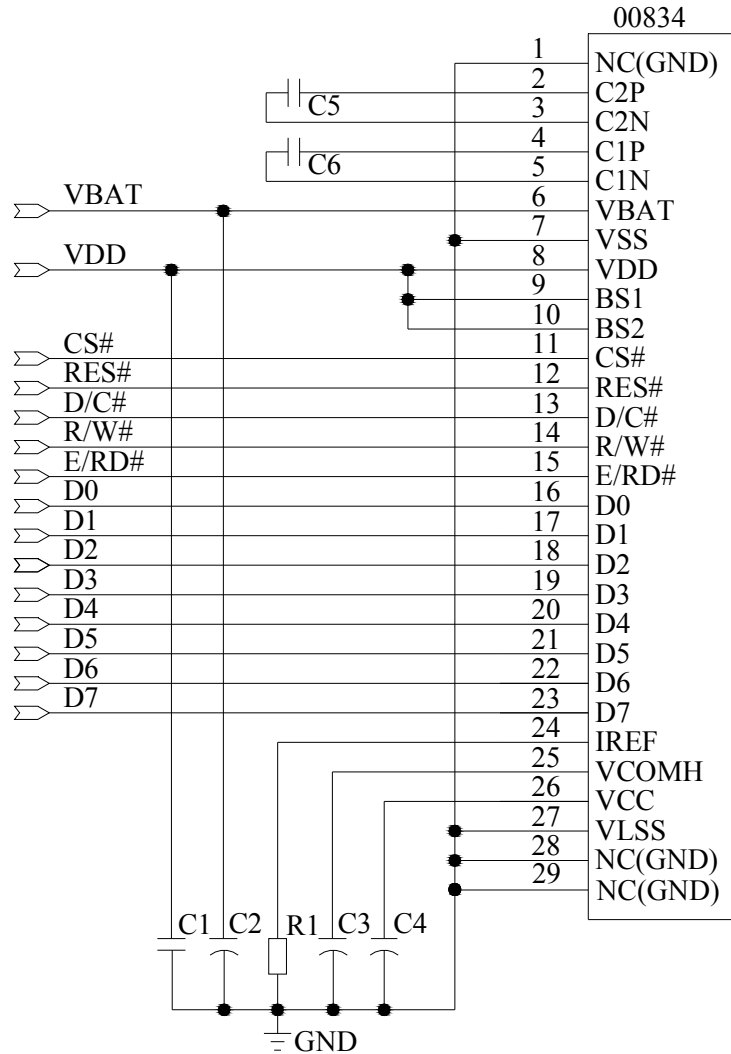 00834
1 NC(GND)
2 C2P
C5
3 C2N
4 C1P
C6
5 C1N
VBAT 6 VBAT
7 VSS
VDD 8 VDD
9 BS1
10 BS2
CS# 11 CS#
RES# 12 RES#
D/C# 13 D/C#
R/W# 14 R/W#
E/RD# 15 E/RD#
D0 16 D0
D1 17 D1
D2 18 D2
D3 19 D3
D4 20 D4
D5 21 D5
D6 22 D6
D7 23 D7
24 IREF
25 VCOMH
26 VCC
27 VLSS
28 NC(GND)
29 NC(GND)
C1 C2 R1 C3 C4
GND